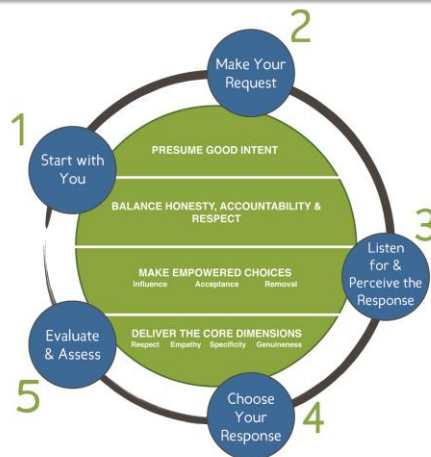 1
Start with
You
2
Make Your
Request
3
Listen
for &
Perceive the
Response
4
Choose
Your
Response
5
Evaluate
& Assess
PRESUME GOOD INTENT
BALANCE HONESTY, ACCOUNTABILITY &
RESPECT
MAKE EMPOWERED CHOICES
Influence Acceptance Removal
DELIVER THE CORE DIMENSIONS
Respect Empathy Specificity Genuineness